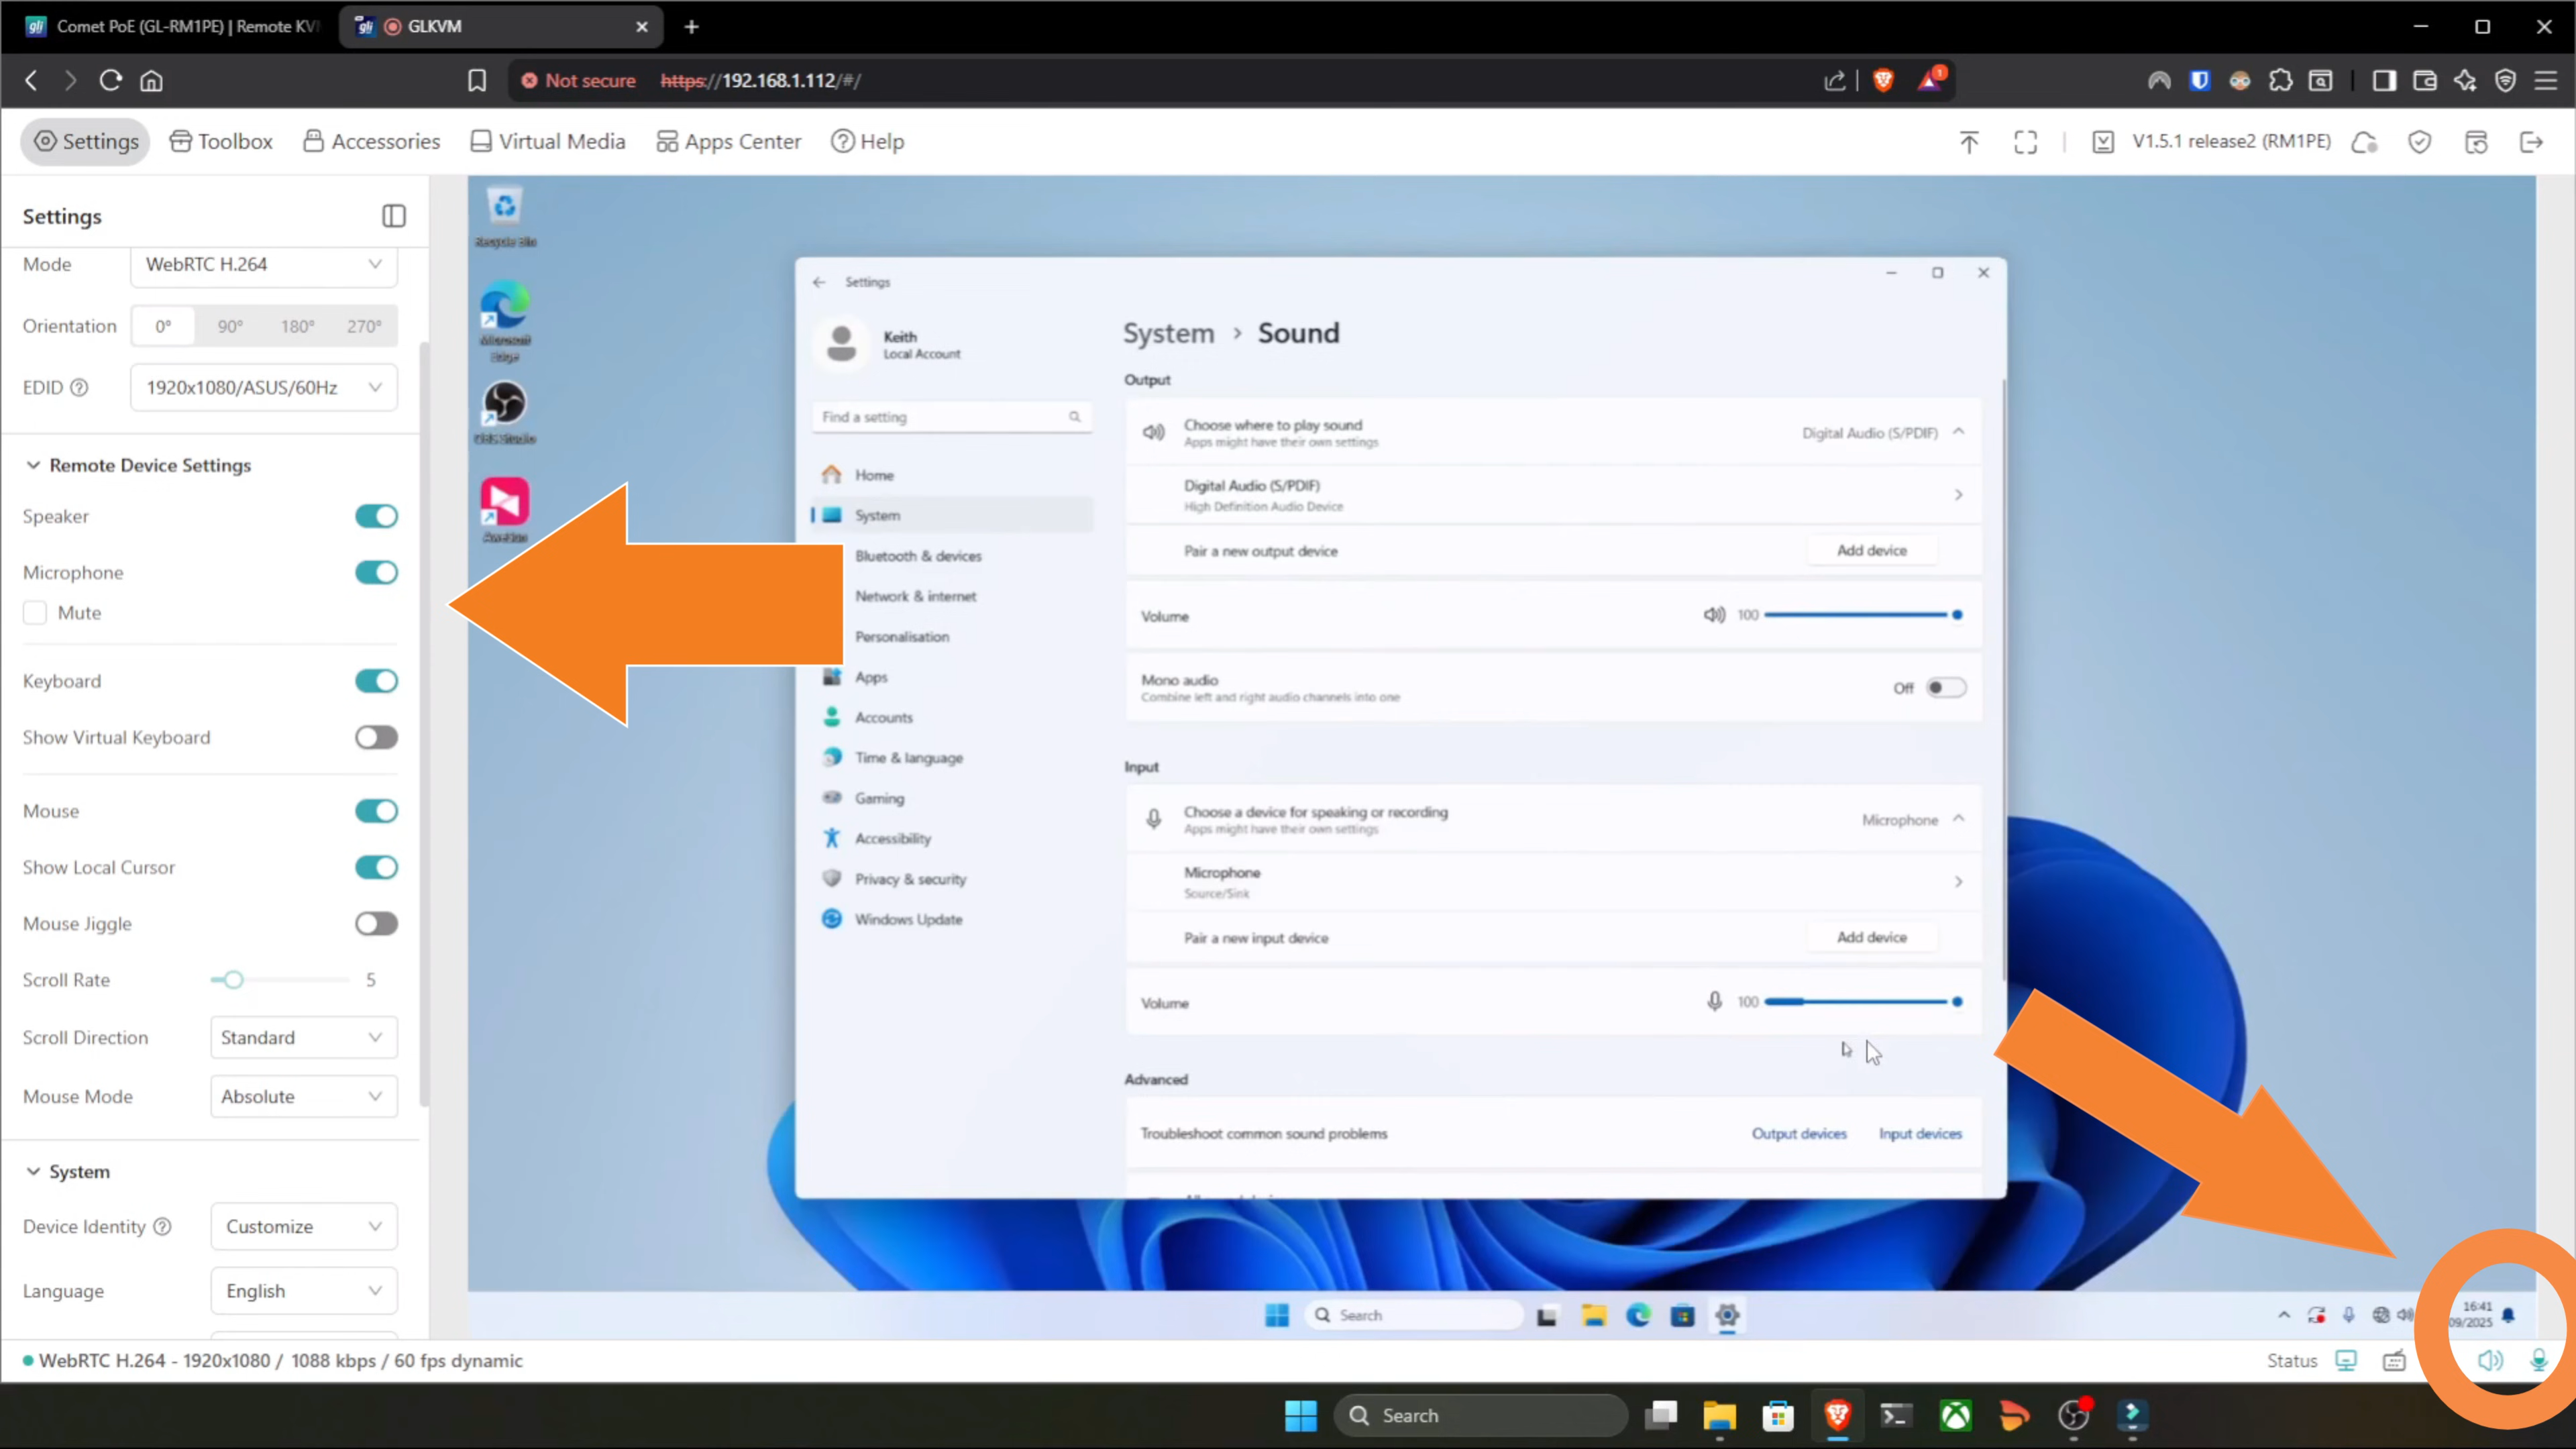 Comet PoE (GL-RM1PE) | Remote KV
GLKVM
Not secure https://192.168.1.112/#/
1
Settings Toolbox Accessories Virtual Media Apps Center Help
V1.5.1 release2 (RM1PE)
Settings
Mode WebRTC H.264
Orientation 0° 90° 180° 270°
EDID 1920x1080/ASUS/60Hz
Remote Device Settings
Speaker
Microphone
Mute
Keyboard
Show Virtual Keyboard
Mouse
Show Local Cursor
Mouse Jiggle
Scroll Rate 5
Scroll Direction Standard
Mouse Mode Absolute
System
Device Identity Customize
Language English
Recycle Bin
Microsoft
Edge
OBS Studio
Settings
Keith
Local Account
Find a setting
Home
System
Bluetooth & devices
Network & internet
Personalisation
Apps
Accounts
Time & language
Gaming
Accessibility
Privacy & security
Windows Update
System > Sound
Output
Choose where to play sound
Apps might have their own settings
Digital Audio (S/PDIF)
Digital Audio (S/PDIF)
High Definition Audio Device
Pair a new output device Add device
Volume 100
Mono audio
Combine left and right audio channels into one
Off
Input
Choose a device for speaking or recording
Apps might have their own settings
Microphone
Microphone
Source/Sink
Pair a new input device Add device
Volume 100
Advanced
Troubleshoot common sound problems Output devices Input devices
Search
16:41
09/2025
WebRTC H.264 - 1920x1080 / 1088 kbps / 60 fps dynamic
Status
Search